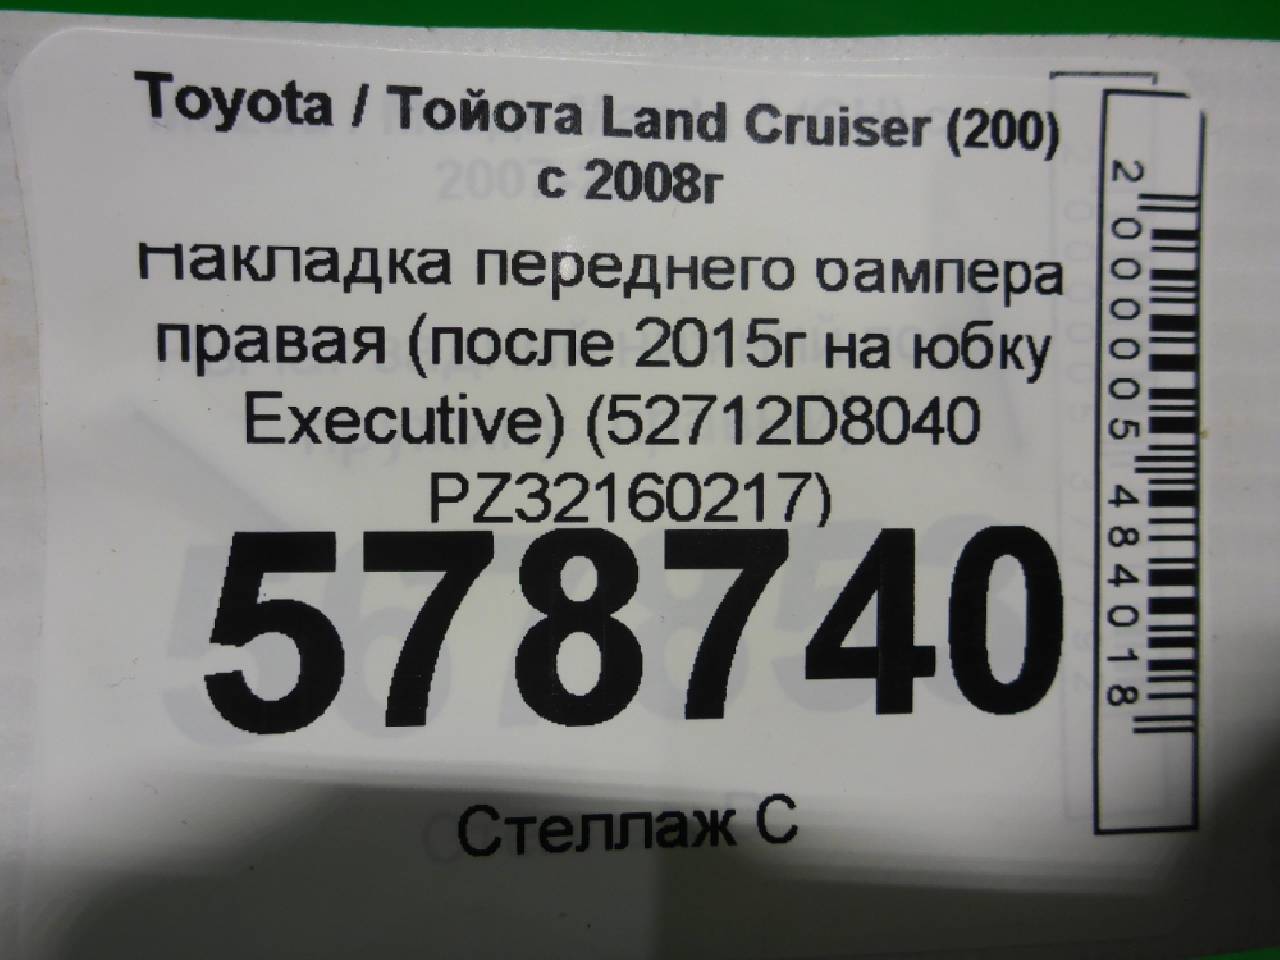 Toyota / Тойота Land Cruiser (200)
с 2008г
Накладка переднего бампера
правая (после 2015г на юбку
Executive) (52712D8040
PZ32160217)
578740
Стеллаж С
2000005484018